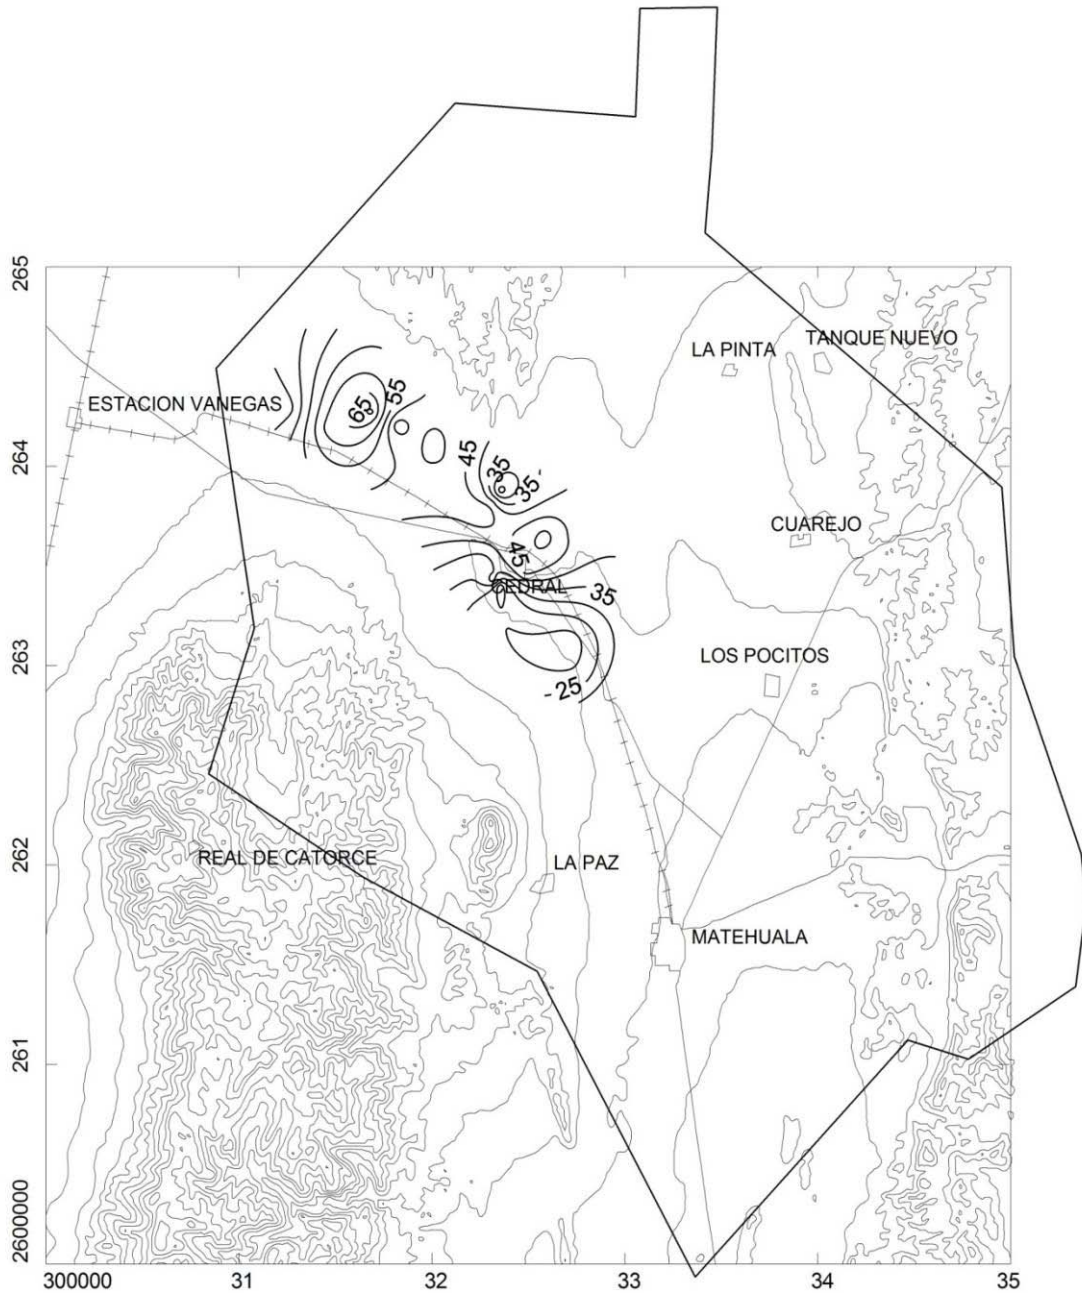 265
TANQUE NUEVO
LA PINTA
55
65
ESTACION VANEGAS
264
45
35
35
CUAREJO
45
CEDRAL
35
263
LOS POCITOS
-25
262
REAL DE CATORCE
LA PAZ
MATEHUALA
261
2600000
300000 31 32 33 34 35